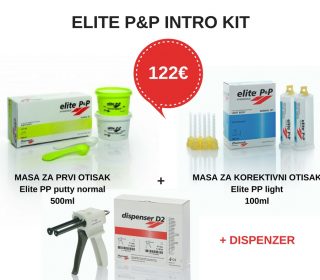 ELITE P&P INTRO KIT
122€
elite P&P
elite P&P
MASA ZA PRVI OTISAK
Elite PP putty normal
500ml
+
MASA ZA KOREKTIVNI OTISAK
Elite PP light
100ml
dispenser D2
+ DISPENZER